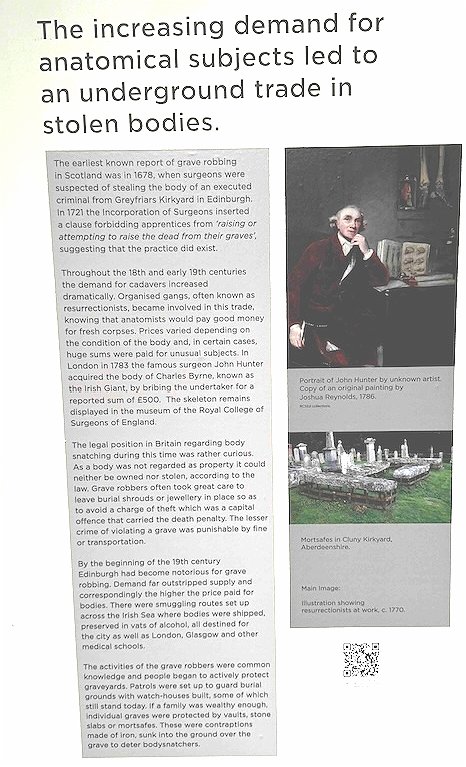 The increasing demand for
anatomical subjects led to
an underground trade in
stolen bodies.
The earliest known report of grave robbing
in Scotland was in 1678, when surgeons were
suspected of stealing the body of an executed
criminal from Greyfriars Kirkyard in Edinburgh.
In 1721 the Incorporation of Surgeons inserted
a clause forbidding apprentices from 'raising or
attempting to raise the dead from their graves',
suggesting that the practice did exist.
Throughout the 18th and early 19th centuries
the demand for cadavers increased
dramatically. Organised gangs, often known as
resurrectionists, became involved in this trade,
knowing that anatomists would pay good money
for fresh corpses. Prices varied depending on
the condition of the body and, in certain cases,
huge sums were paid for unusual subjects. In
London in 1783 the famous surgeon John Hunter
acquired the body of Charles Byrne, known as
the Irish Giant, by bribing the undertaker for a
reported sum of £500. The skeleton remains
displayed in the museum of the Royal College of
Surgeons of England.
The legal position in Britain regarding body
snatching during this time was rather curious.
As a body was not regarded as property it could
neither be owned nor stolen, according to the
law. Grave robbers often took great care to
leave burial shrouds or jewellery in place so as
to avoid a charge of theft which was a capital
offence that carried the death penalty. The lesser
crime of violating a grave was punishable by fine
or transportation.
By the beginning of the 19th century
Edinburgh had become notorious for grave
robbing. Demand far outstripped supply and
correspondingly the higher the price paid for
bodies. There were smuggling routes set up
across the Irish Sea where bodies were shipped,
preserved in vats of alcohol, all destined for
the city as well as London, Glasgow and other
medical schools.
The activities of the grave robbers were common
knowledge and people began to actively protect
graveyards. Patrols were set up to guard burial
grounds with watch-houses built, some of which
still stand today. If a family was wealthy enough,
individual graves were protected by vaults, stone
slabs or mortsafes. These were contraptions
made of iron, sunk into the ground over the
grave to deter bodysnatchers.
Portrait of John Hunter by unknown artist.
Copy of an original painting by
Joshua Reynolds, 1786.
RCSEd collections.
Mortsafes in Cluny Kirkyard,
Aberdeenshire.
Main Image:
Illustration showing
resurrectionists at work, c. 1770.